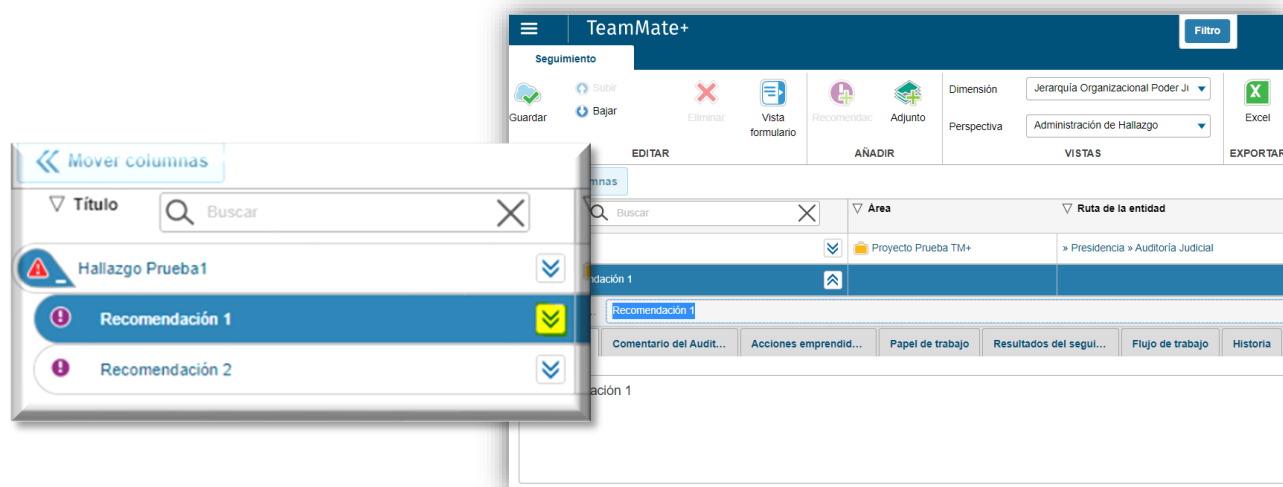 TeamMate+
Filtro
Seguimiento
Guardar
Subir
Bajar
Eliminar
Vista
formulario
Recomendac
Adjunto
Dimensión
Jerarquía Organizacional Poder Ju
Perspectiva
Administración de Hallazgo
Excel
EDITAR
AÑADIR
VISTAS
EXPORTAR
Mover columnas
Título
Buscar
Hallazgo Prueba1
Recomendación 1
Recomendación 2
mnas
Buscar
Área
Ruta de la entidad
Proyecto Prueba TM+
» Presidencia » Auditoría Judicial
ndación 1
Recomendación 1
Comentario del Audit...
Acciones emprendid...
Papel de trabajo
Resultados del segui...
Flujo de trabajo
Historia
ación 1